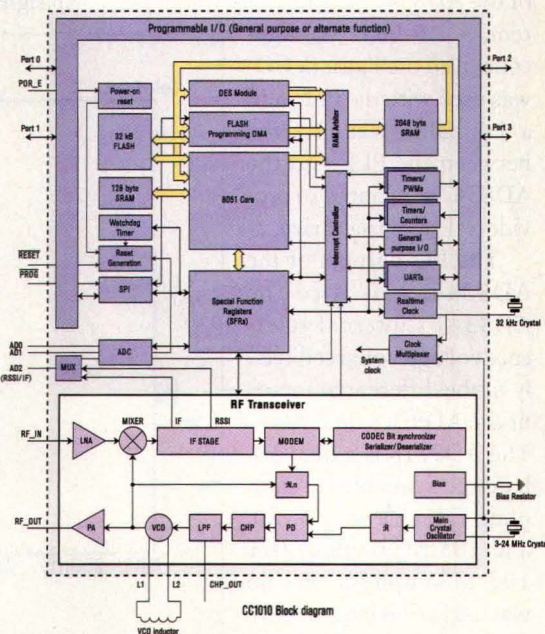 Programmable I/O (General purpose or alternate function)
Port 0
Port 2
POR_E
Power-on
reset
DES Module
RAM Arbiter
2048 byte
SRAM
Port 1
Port 3
32 kB
FLASH
FLASH
Programming DMA
128 byte
SRAM
8051 Core
Interrupt Controller
Timers/
PWMs
Watchdog
Timer
Timers/
Counters
RESET
Reset
Generation
General
purpose I/O
PROG
SPI
Special Function
Registers
(SFRs)
UARTs
Realtime
Clock
32 kHz Crystal
AD0
AD1
ADC
Clock
Multiplexer
AD2
(RSSI/IF)
MUX
System
clock
RF Transceiver
MIXER
IF
RSSI
RF_IN
LNA
IF STAGE
MODEM
CODEC Bit synchronizer
Serializer/Deserializer
:N.n
Bias
Bias Resistor
RF_OUT
PA
VCO
LPF
CHP
PD
:R
Main
Crystal
Oscillator
3-24 MHz Crystal
L1
L2
CHP_OUT
CC1010 Block diagram
VCO inductor